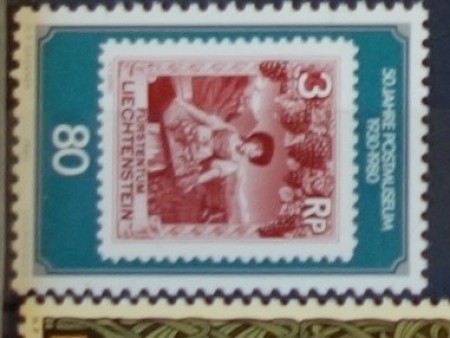 50 JAHRE POSTMUSEUM
1930-1980
3 RP
FÜRSTENTUM
LIECHTENSTEIN
80